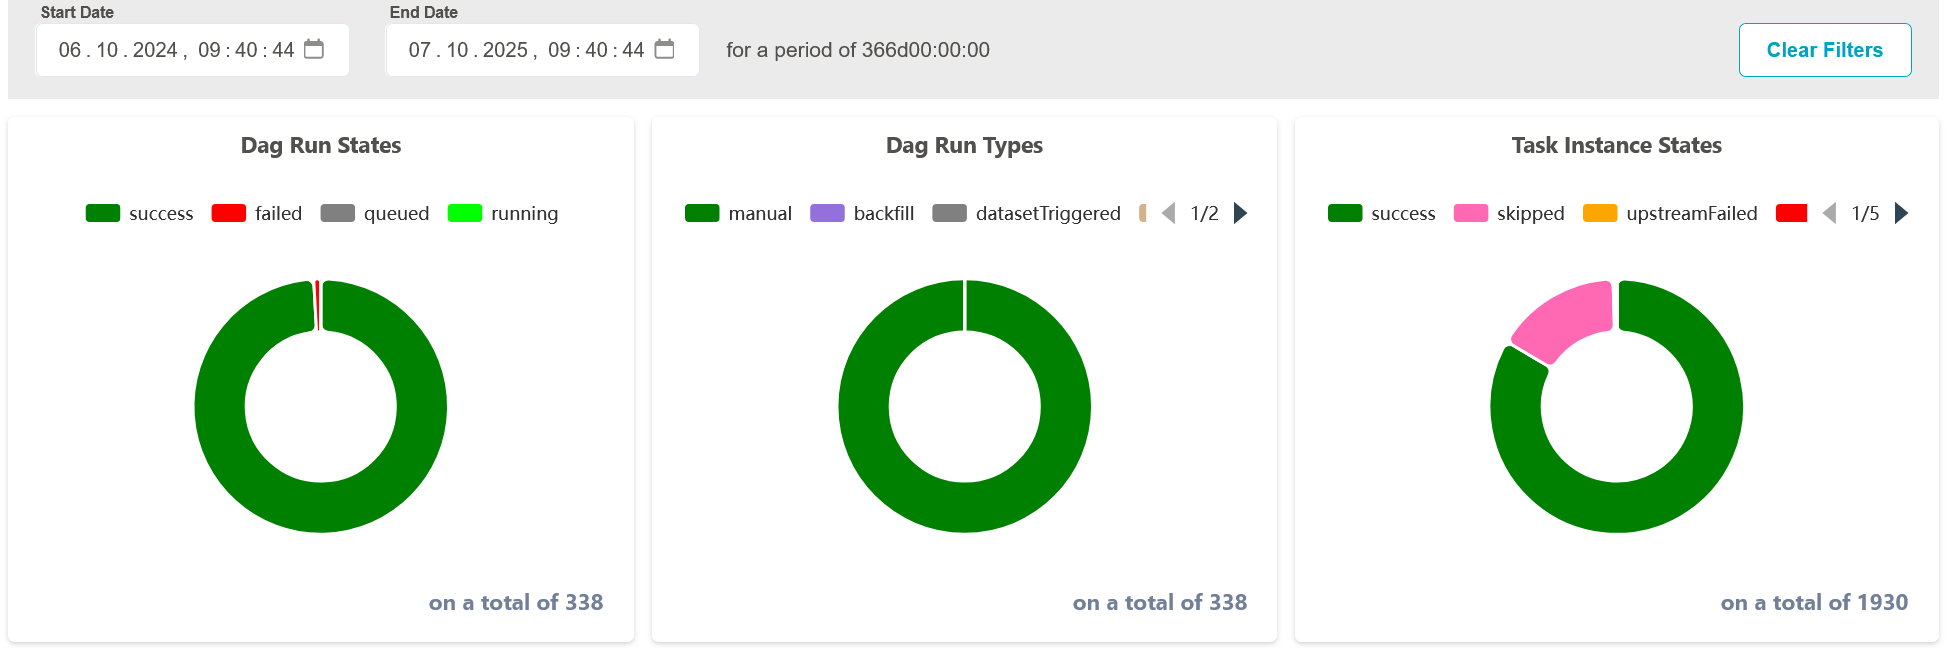 Start Date
End Date
06.10.2024, 09:40:44
07.10.2025, 09:40:44
for a period of 366d00:00:00
Clear Filters
Dag Run States
success failed queued running
on a total of 338
Dag Run Types
manual backfill datasetTriggered 1/2
on a total of 338
Task Instance States
success skipped upstreamFailed 1/5
on a total of 1930